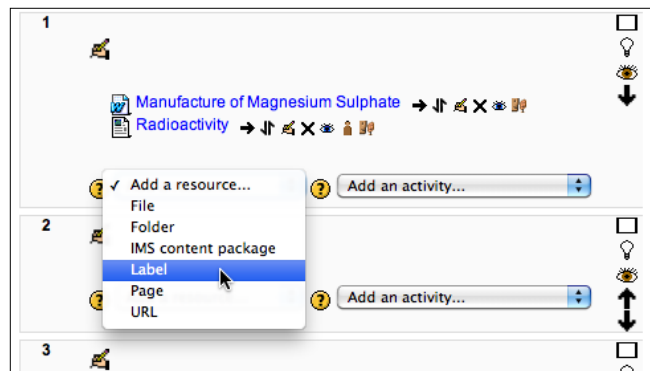 1
Manufacture of Magnesium Sulphate
Radioactivity
Add a resource...
Add an activity...
File
Folder
IMS content package
Label
Page
URL
2
Add an activity...
3